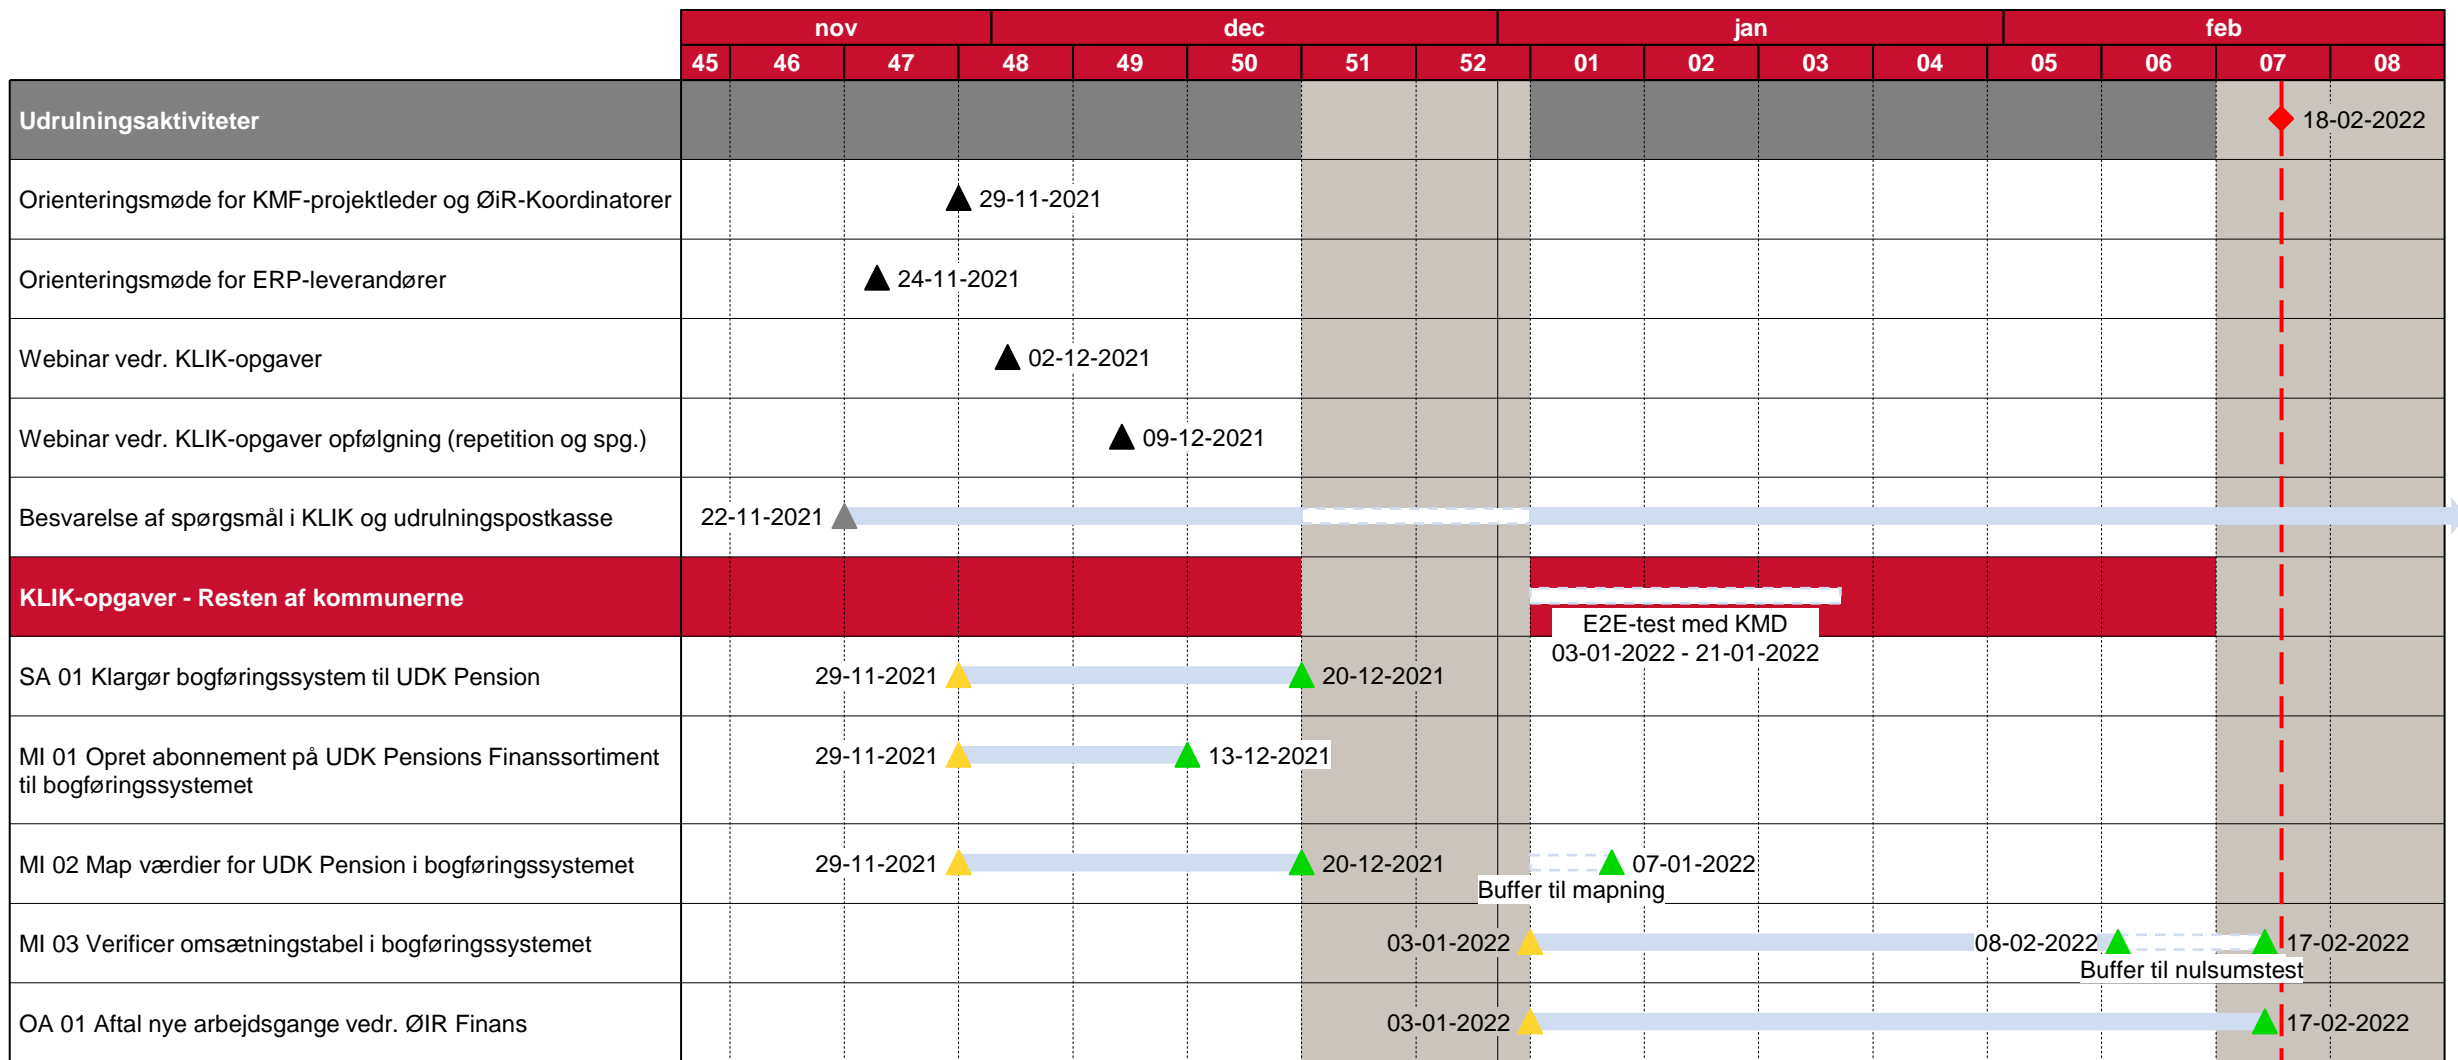 nov dec jan feb
45 46 47 48 49 50 51 52 01 02 03 04 05 06 07 08
Udrulningsaktiviteter 18-02-2022
Orienteringsmøde for KMF-projektleder og ØiR-Koordinatorer 29-11-2021
Orienteringsmøde for ERP-leverandører 24-11-2021
Webinar vedr. KLIK-opgaver 02-12-2021
Webinar vedr. KLIK-opgaver opfølgning (repetition og spg.) 09-12-2021
Besvarelse af spørgsmål i KLIK og udrulningspostkasse 22-11-2021
KLIK-opgaver - Resten af kommunerne
E2E-test med KMD
03-01-2022 - 21-01-2022
SA 01 Klargør bogføringssystem til UDK Pension 29-11-2021 20-12-2021
MI 01 Opret abonnement på UDK Pensions Finanssortiment 29-11-2021 13-12-2021
til bogføringssystemet
MI 02 Map værdier for UDK Pension i bogføringssystemet 29-11-2021 20-12-2021 07-01-2022
Buffer til mapning
MI 03 Verificer omsætningstabel i bogføringssystemet 03-01-2022 08-02-2022 17-02-2022
Buffer til nulsumstest
OA 01 Aftal nye arbejdsgange vedr. ØIR Finans 03-01-2022 17-02-2022